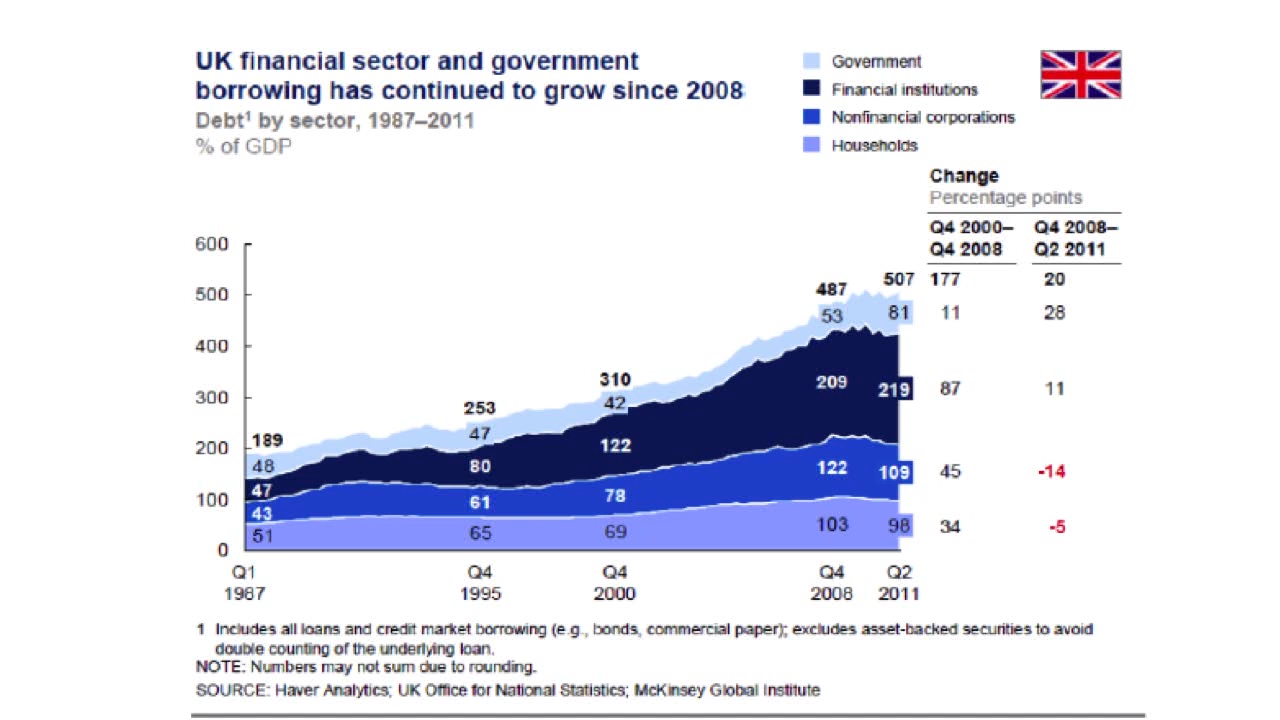 UK financial sector and government
borrowing has continued to grow since 2008
Debt¹ by sector, 1987–2011
% of GDP
Government
Financial institutions
Nonfinancial corporations
Households
Change
Percentage points
Q4 2000– Q4 2008–
Q4 2008 Q2 2011
600
500
400
300
200
100
0
189
48
47
43
51
253
47
80
61
65
310
42
122
78
69
487
53
209
122
103
507
81
219
109
98
177 20
11 28
87 11
45 -14
34 -5
Q1 Q4 Q4 Q4 Q2
1987 1995 2000 2008 2011
1 Includes all loans and credit market borrowing (e.g., bonds, commercial paper); excludes asset-backed securities to avoid
double counting of the underlying loan.
NOTE: Numbers may not sum due to rounding.
SOURCE: Haver Analytics; UK Office for National Statistics; McKinsey Global Institute